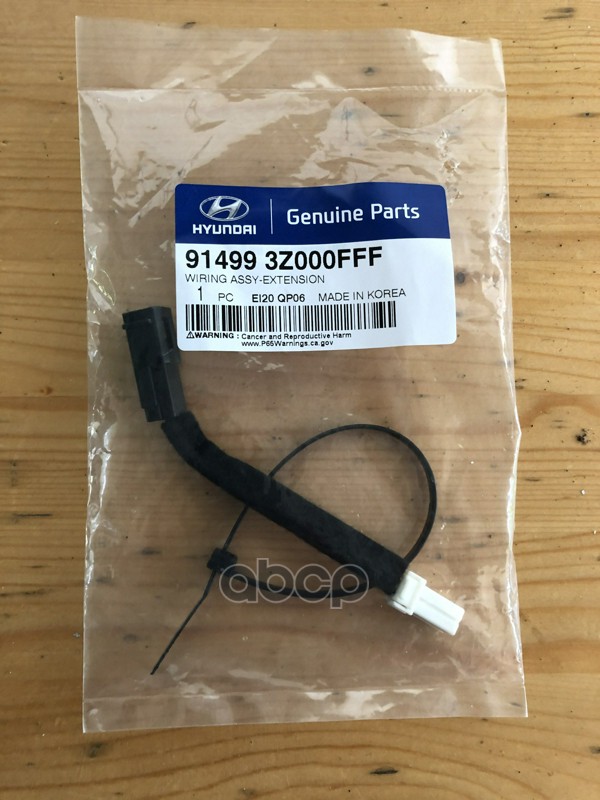 HYUNDAI
Genuine Parts
91499 3Z000FFF
WIRING ASSY-EXTENSION
1 PC EI20 QP06 MADE IN KOREA
⚠WARNING : Cancer and Reproductive Harm
www.P65Warnings.ca.gov
abcp